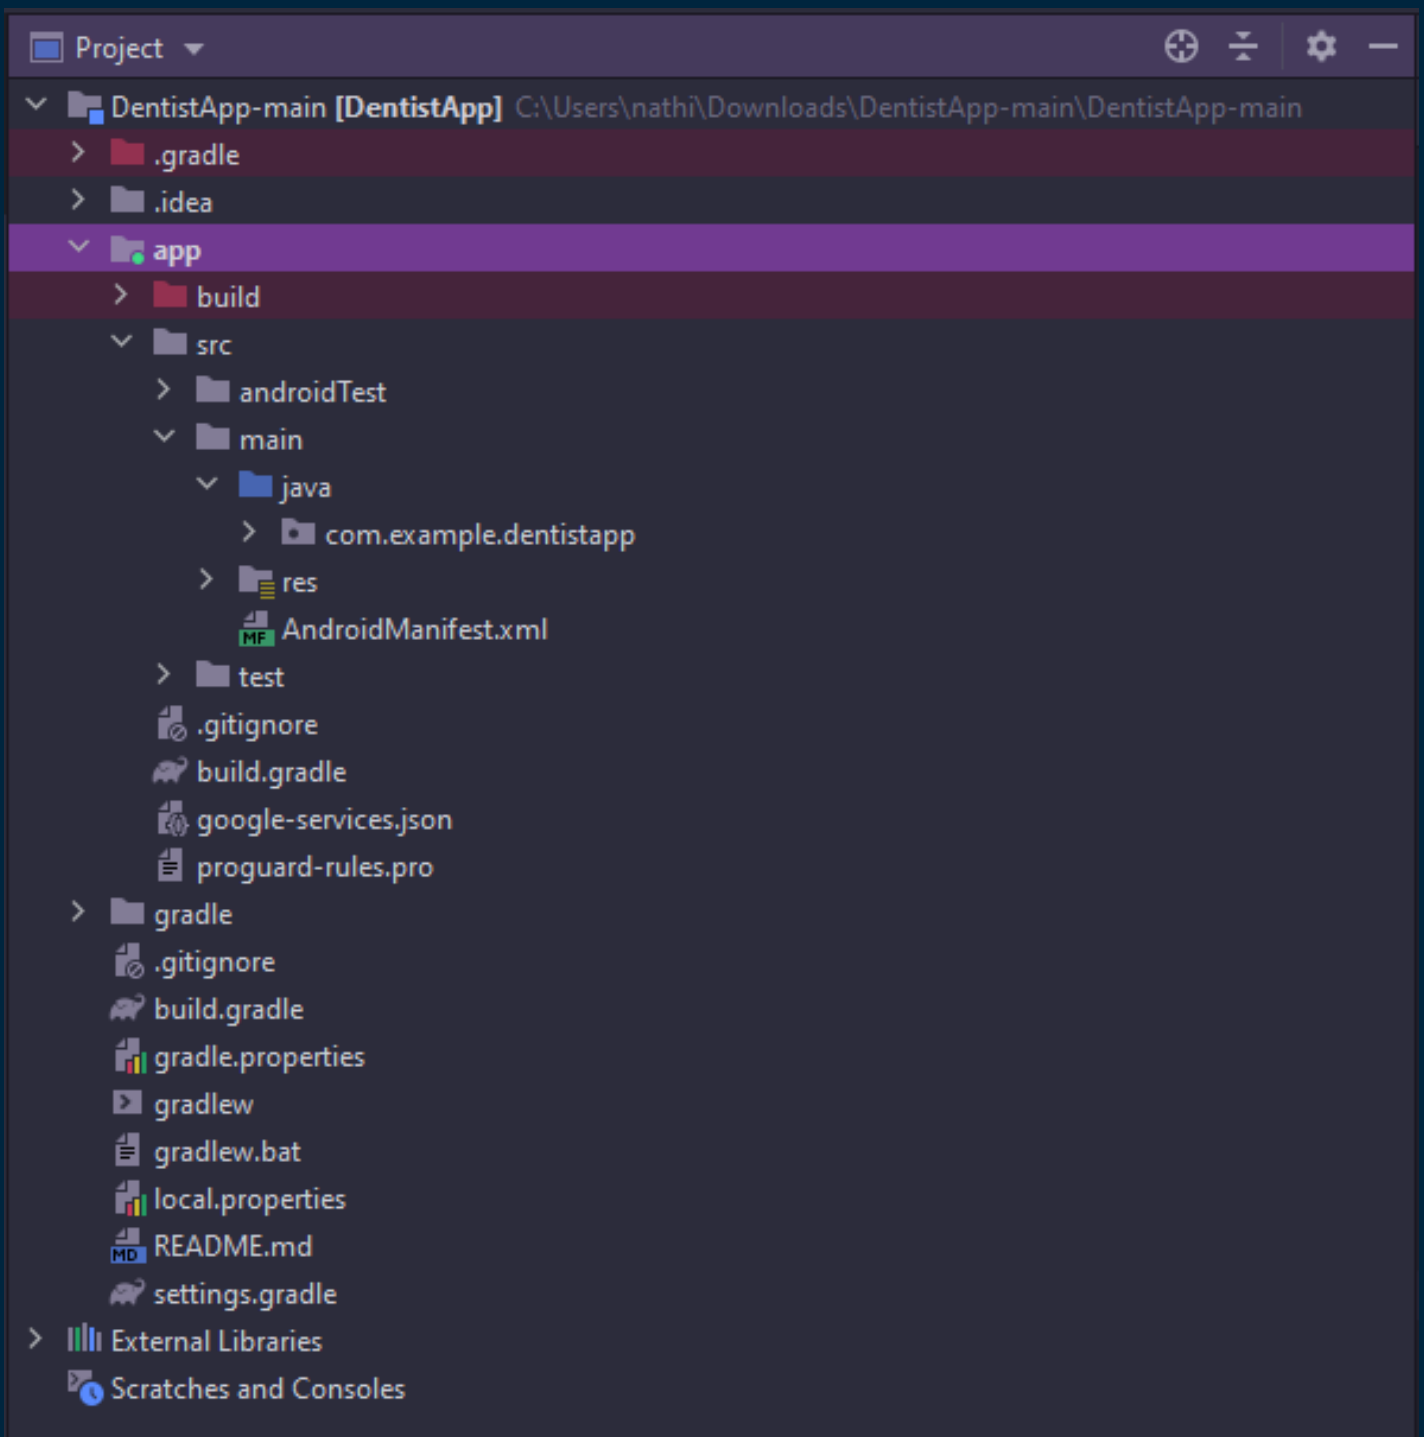 Project
DentistApp-main [DentistApp] C:\Users\nathi\Downloads\DentistApp-main\DentistApp-main
.gradle
.idea
app
build
src
androidTest
main
java
com.example.dentistapp
res
MF AndroidManifest.xml
test
.gitignore
build.gradle
google-services.json
proguard-rules.pro
gradle
.gitignore
build.gradle
gradle.properties
gradlew
gradlew.bat
local.properties
MD README.md
settings.gradle
External Libraries
Scratches and Consoles